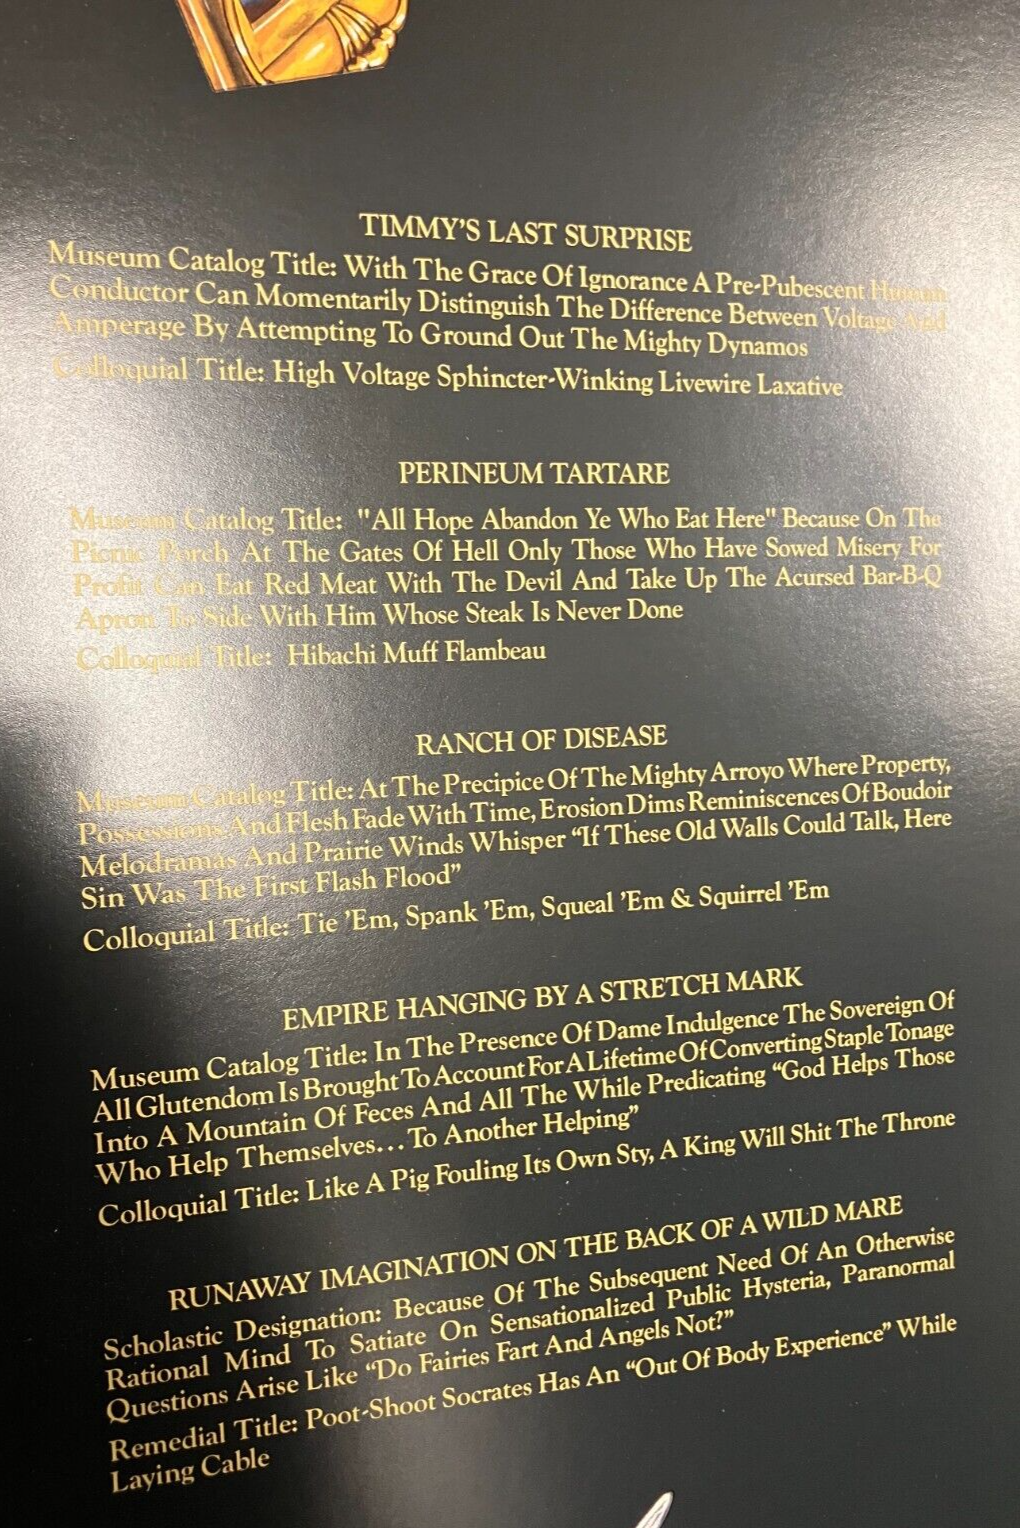 TIMMY'S LAST SURPRISE
Museum Catalog Title: With The Grace Of Ignorance A Pre-Pubescent Human
Conductor Can Momentarily Distinguish The Difference Between Voltage And
Amperage By Attempting To Ground Out The Mighty Dynamos
Colloquial Title: High Voltage Sphincter-Winking Livewire Laxative
PERINEUM TARTARE
Museum Catalog Title: "All Hope Abandon Ye Who Eat Here" Because On The
Picnic Porch At The Gates Of Hell Only Those Who Have Sowed Misery For
Profit Can Eat Red Meat With The Devil And Take Up The Acursed Bar-B-Q
Apron To Side With Him Whose Steak Is Never Done
Colloquial Title: Hibachi Muff Flambeau
RANCH OF DISEASE
Museum Catalog Title: At The Precipice Of The Mighty Arroyo Where Property,
Possessions And Flesh Fade With Time, Erosion Dims Reminiscences Of Boudoir
Melodramas And Prairie Winds Whisper “If These Old Walls Could Talk, Here
Sin Was The First Flash Flood”
Colloquial Title: Tie ’Em, Spank ’Em, Squeal ’Em & Squirrel ’Em
EMPIRE HANGING BY A STRETCH MARK
Museum Catalog Title: In The Presence Of Dame Indulgence The Sovereign Of
All Glutendom Is Brought To Account For A Lifetime Of Converting Staple Tonage
Into A Mountain Of Feces And All The While Predicating “God Helps Those
Who Help Themselves...To Another Helping”
Colloquial Title: Like A Pig Fouling Its Own Sty, A King Will Shit The Throne
RUNAWAY IMAGINATION ON THE BACK OF A WILD MARE
Scholastic Designation: Because Of The Subsequent Need Of An Otherwise
Rational Mind To Satiate On Sensationalized Public Hysteria, Paranormal
Questions Arise Like “Do Fairies Fart And Angels Not?”
Remedial Title: Poot-Shoot Socrates Has An “Out Of Body Experience” While
Laying Cable